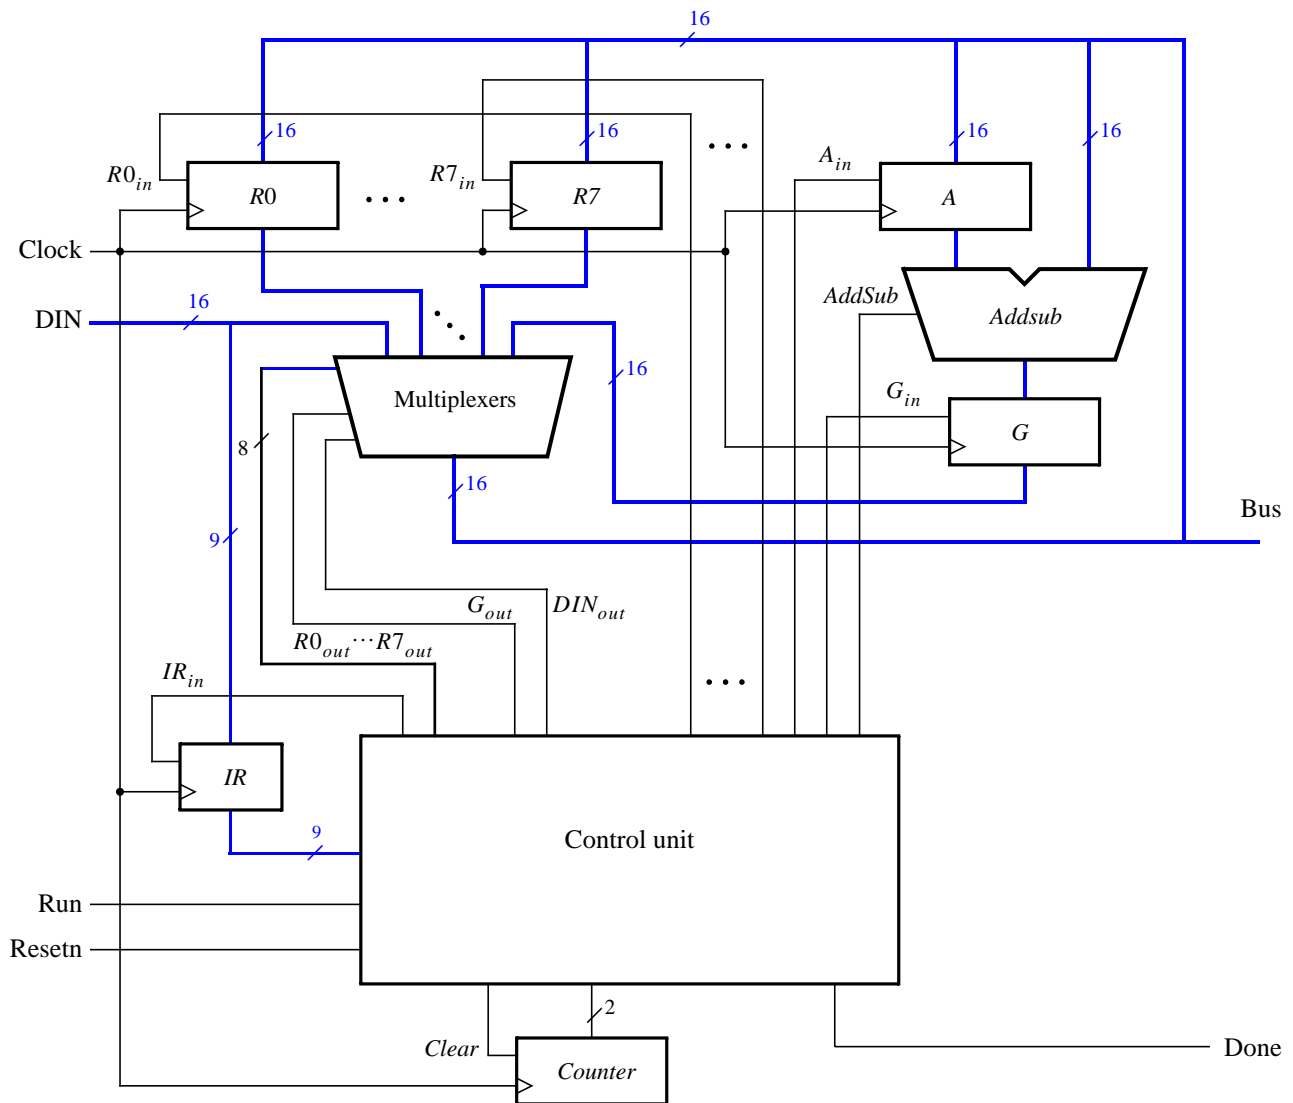 16
16
16
16
16
R0in
R7in
Ain
R0
R7
A
Clock
DIN
16
AddSub
Addsub
Multiplexers
16
Gin
G
8
16
Bus
9
Gout
DINout
R0out···R7out
IRin
IR
9
Control unit
Run
Resetn
2
Clear
Counter
Done